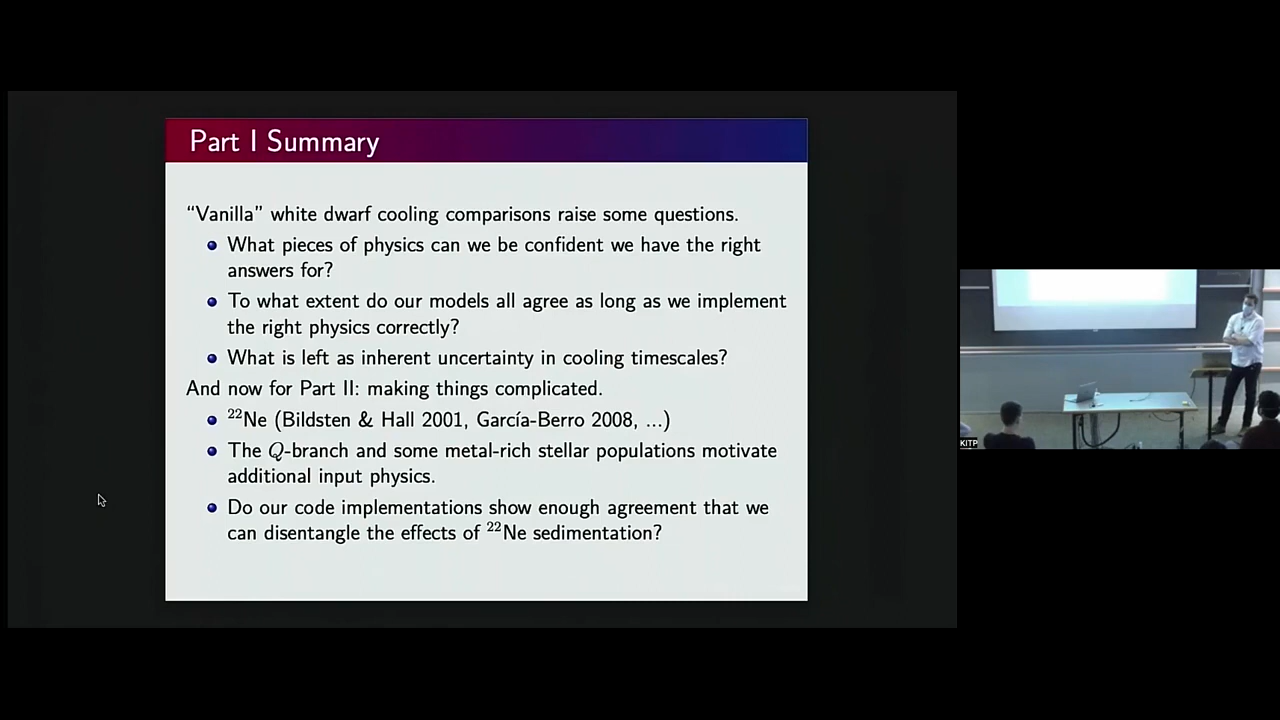 Part I Summary
“Vanilla” white dwarf cooling comparisons raise some questions.
What pieces of physics can we be confident we have the right
answers for?
To what extent do our models all agree as long as we implement
the right physics correctly?
What is left as inherent uncertainty in cooling timescales?
And now for Part II: making things complicated.
²²Ne (Bildsten & Hall 2001, García-Berro 2008, ...)
The Q-branch and some metal-rich stellar populations motivate
additional input physics.
Do our code implementations show enough agreement that we
can disentangle the effects of ²²Ne sedimentation?
KITP